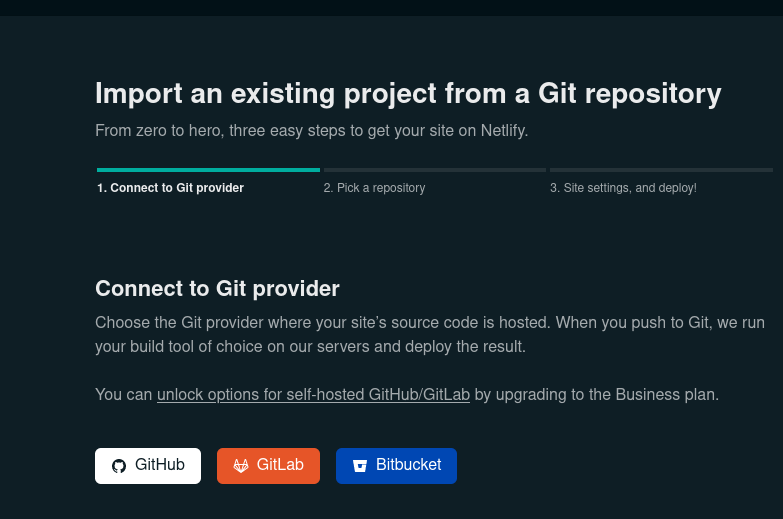 Import an existing project from a Git repository
From zero to hero, three easy steps to get your site on Netlify.
1. Connect to Git provider
2. Pick a repository
3. Site settings, and deploy!
Connect to Git provider
Choose the Git provider where your site's source code is hosted. When you push to Git, we run
your build tool of choice on our servers and deploy the result.
You can unlock options for self-hosted GitHub/GitLab by upgrading to the Business plan.
GitHub
GitLab
Bitbucket